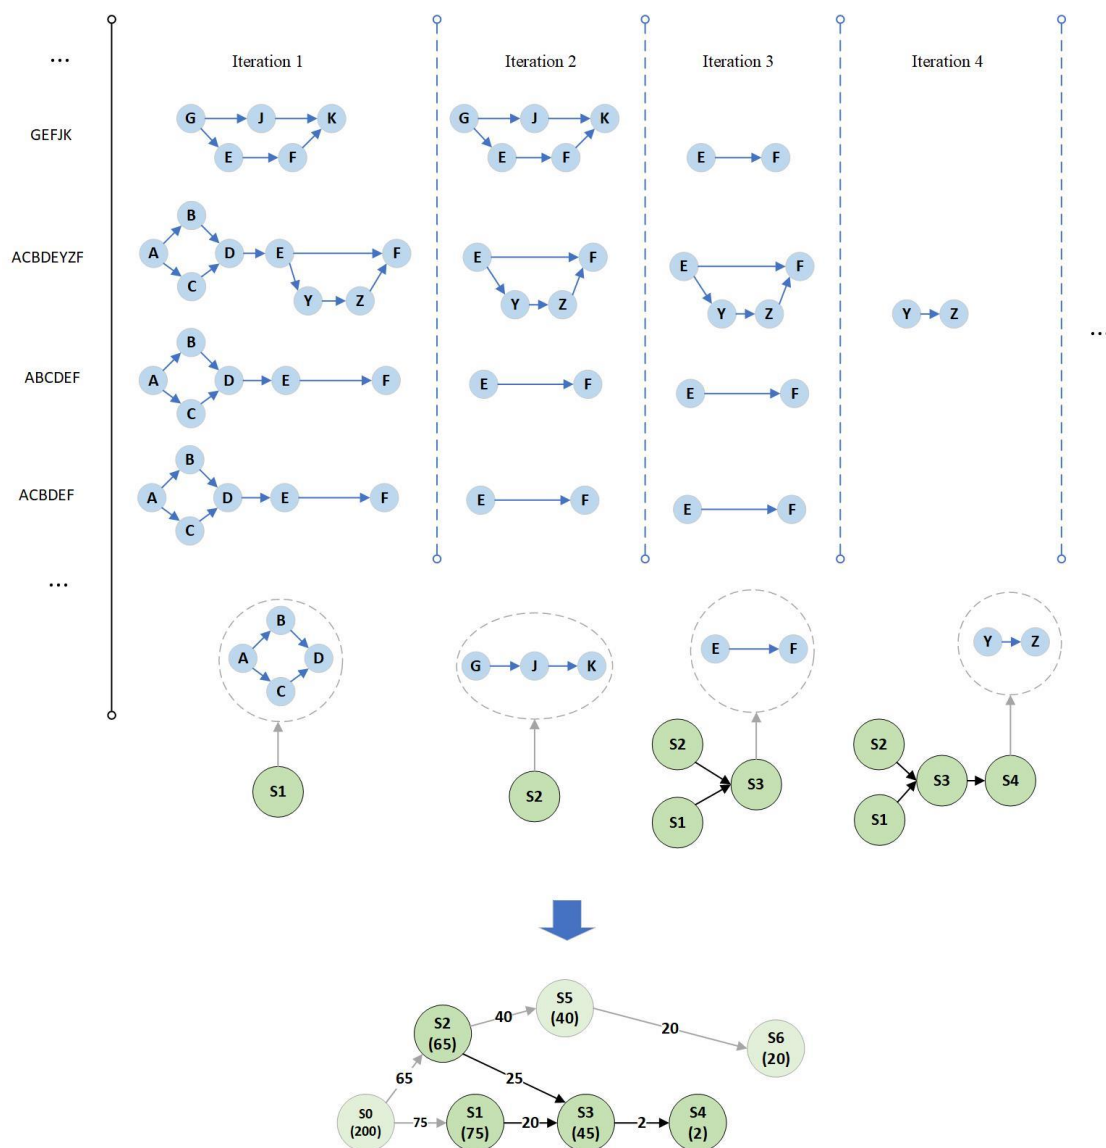 ... Iteration 1 Iteration 2 Iteration 3 Iteration 4
G J K G J K
GEFJK
E F E F E F
B
ACBDEYZF
A D E F E F E F
C Y Z Y Z Y Z Y Z
B
...
ABCDEF
A D E F E F E F
C
B
ACBDEF
A D E F E F E F
C
...
B
A D
C
G J K
E F
Y Z
S1
S2
S2
S3
S1
S2
S3 S4
S1
S5
(40)
S2
(65)
40
20
S6
(20)
65
25
S0
(200)
75
S1
(75)
20
S3
(45)
2
S4
(2)